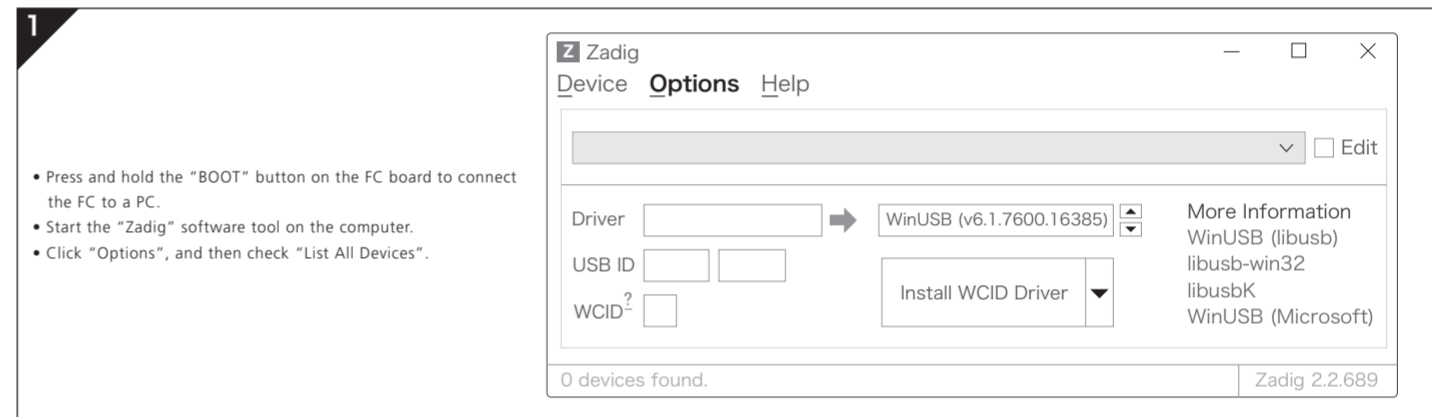 1
• Press and hold the “BOOT” button on the FC board to connect
the FC to a PC.
• Start the “Zadig” software tool on the computer.
• Click “Options”, and then check “List All Devices”.
Z Zadig
Device Options Help
Edit
Driver WinUSB (v6.1.7600.16385)
USB ID
WCID?
Install WCID Driver
More Information
WinUSB (libusb)
libusb-win32
libusbK
WinUSB (Microsoft)
0 devices found. Zadig 2.2.689